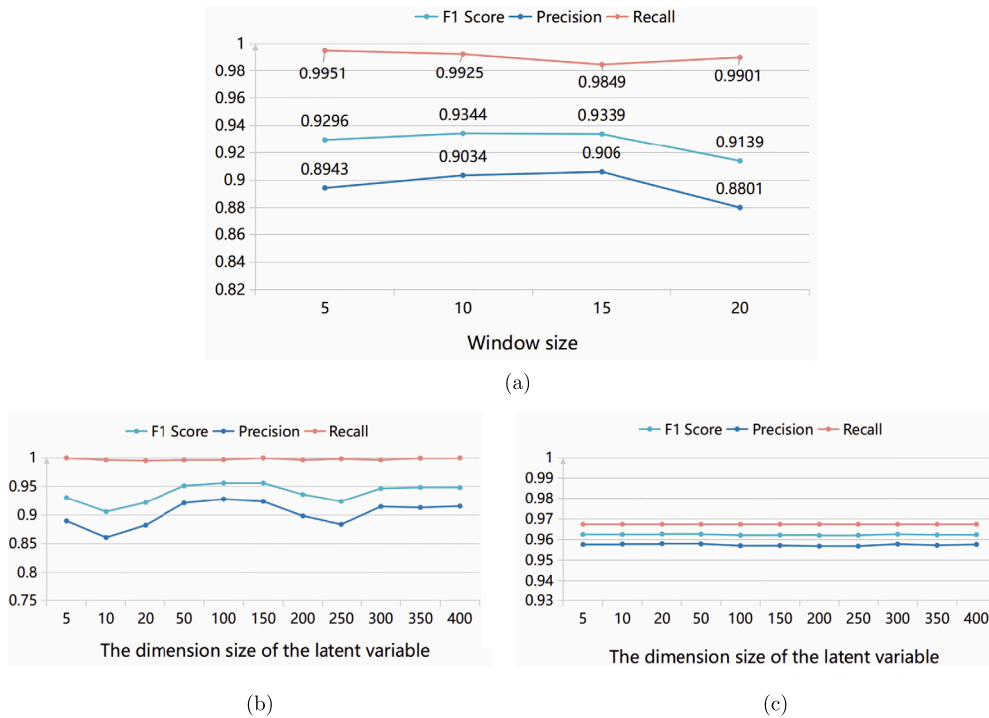 F1 Score Precision Recall
1
0.98
0.96
0.94
0.92
0.9
0.88
0.86
0.84
0.82
0.9951 0.9925 0.9849 0.9901
0.9296 0.9344 0.9339 0.9139
0.8943 0.9034 0.906 0.8801
5 10 15 20
Window size
(a)
F1 Score Precision Recall
1
0.95
0.9
0.85
0.8
0.75
5 10 20 50 100 150 200 250 300 350 400
The dimension size of the latent variable
(b)
F1 Score Precision Recall
1
0.99
0.98
0.97
0.96
0.95
0.94
0.93
5 10 20 50 100 150 200 250 300 350 400
The dimension size of the latent variable
(c)